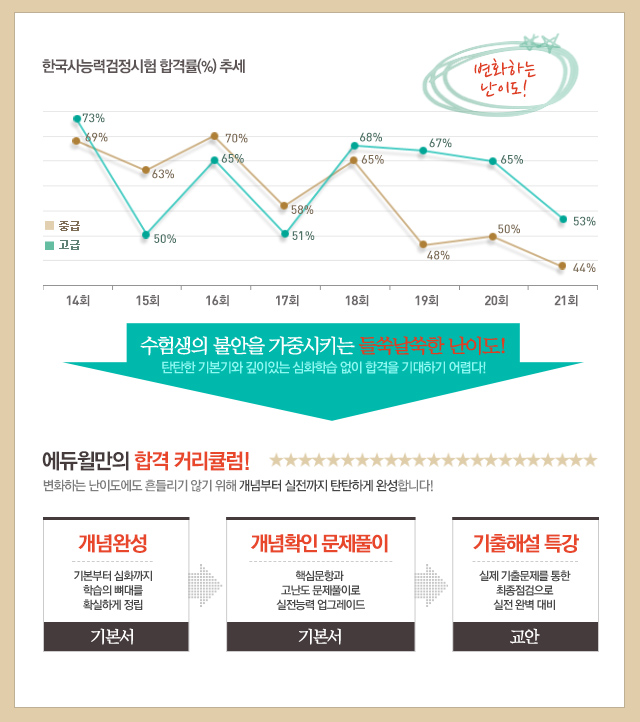 한국사능력검정시험 합격률(%) 추세
변화하는
난이도!
73%
69%
63%
50%
70%
65%
58%
51%
68%
65%
67%
48%
65%
50%
53%
44%
중급
고급
14회 15회 16회 17회 18회 19회 20회 21회
수험생의 불안을 가중시키는 들쑥날쑥한 난이도!
탄탄한 기본기와 깊이있는 심화학습 없이 합격을 기대하기 어렵다!
에듀윌만의 합격 커리큘럼!
변화하는 난이도에도 흔들리기 않기 위해 개념부터 실전까지 탄탄하게 완성합니다!
개념완성
기본부터 심화까지
학습의 뼈대를
확실하게 정립
기본서
개념확인 문제풀이
핵심문항과
고난도 문제풀이로
실전능력 업그레이드
기본서
기출해설 특강
실제 기출문제를 통한
최종점검으로
실전 완벽 대비
교안